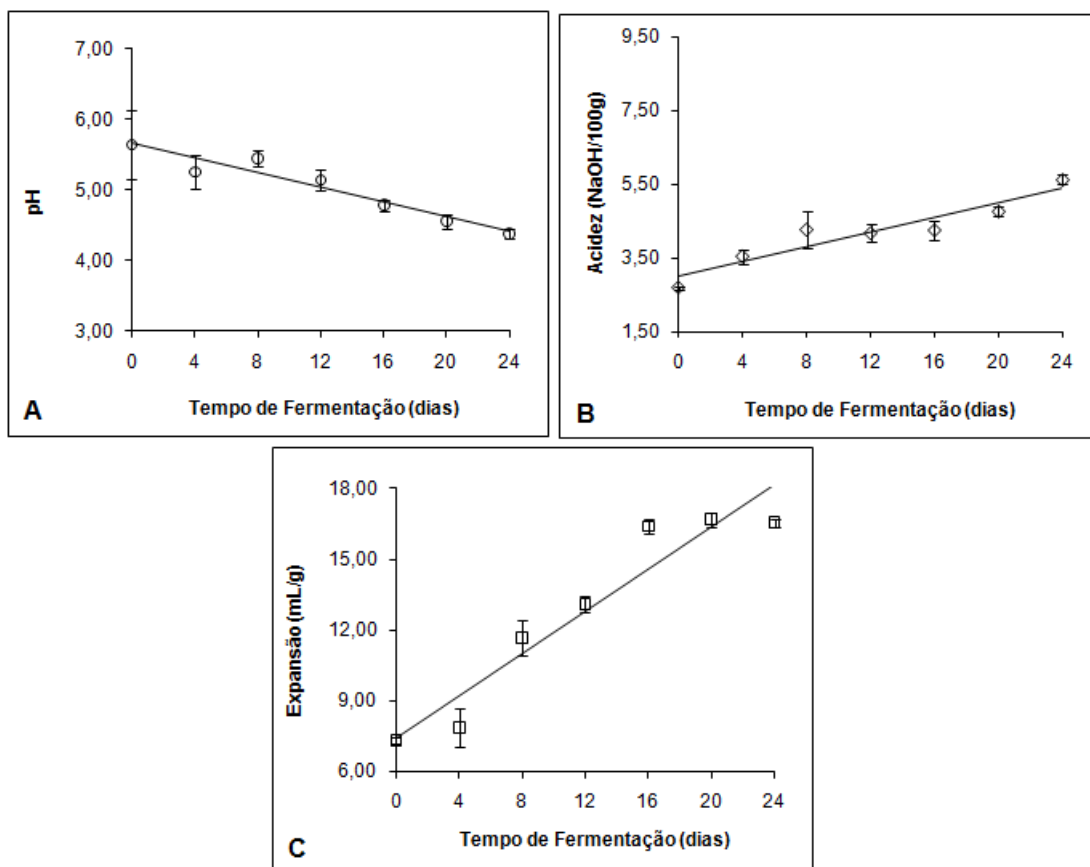 7,00
6,00
5,00
4,00
3,00
pH
0 4 8 12 16 20 24
Tempo de Fermentação (dias)
A
9,50
7,50
5,50
3,50
1,50
Acidez (NaOH/100g)
0 4 8 12 16 20 24
Tempo de Fermentação (dias)
B
18,00
15,00
12,00
9,00
6,00
Expansão (mL/g)
0 4 8 12 16 20 24
Tempo de Fermentação (dias)
C